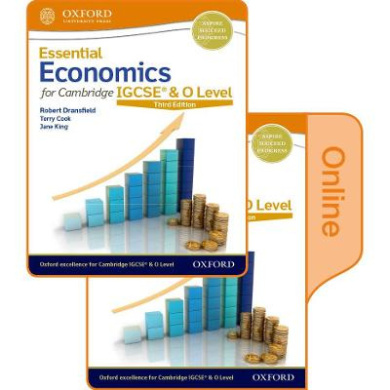 OXFORD
UNIVERSITY PRESS
Essential
Economics
for Cambridge IGCSE® & O Level
Third Edition
Robert Dransfield
Terry Cook
Jane King
Oxford excellence for Cambridge IGCSE® & O Level
OXFORD
O Level
Edition
Online
Oxford excellence for Cambridge IGCSE® & O Level
OXFORD